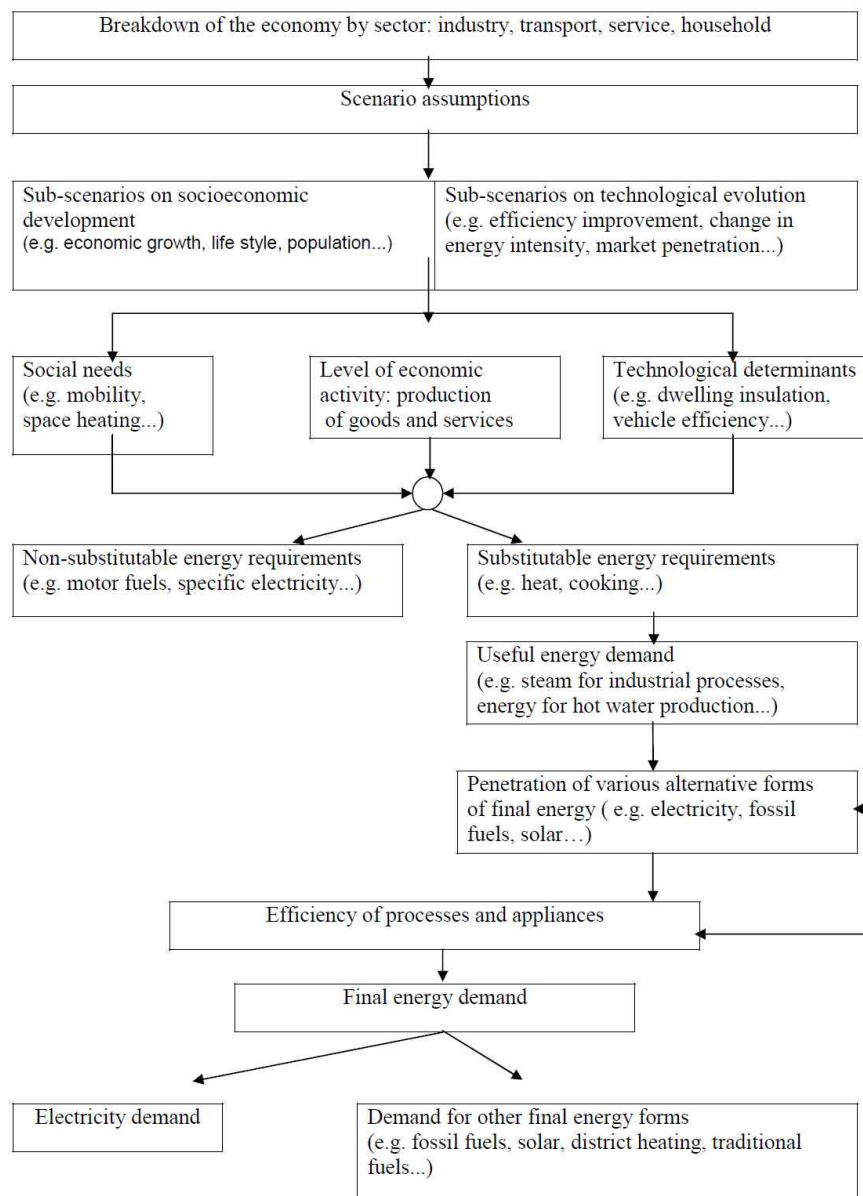 Breakdown of the economy by sector: industry, transport, service, household
Scenario assumptions
Sub-scenarios on socioeconomic
development
(e.g. economic growth, life style, population...)
Sub-scenarios on technological evolution
(e.g. efficiency improvement, change in
energy intensity, market penetration...)
Social needs
(e.g. mobility,
space heating...)
Level of economic
activity: production
of goods and services
Technological determinants
(e.g. dwelling insulation,
vehicle efficiency...)
Non-substitutable energy requirements
(e.g. motor fuels, specific electricity...)
Substitutable energy requirements
(e.g. heat, cooking...)
Useful energy demand
(e.g. steam for industrial processes,
energy for hot water production...)
Penetration of various alternative forms
of final energy ( e.g. electricity, fossil
fuels, solar…)
Efficiency of processes and appliances
Final energy demand
Electricity demand
Demand for other final energy forms
(e.g. fossil fuels, solar, district heating, traditional
fuels...)